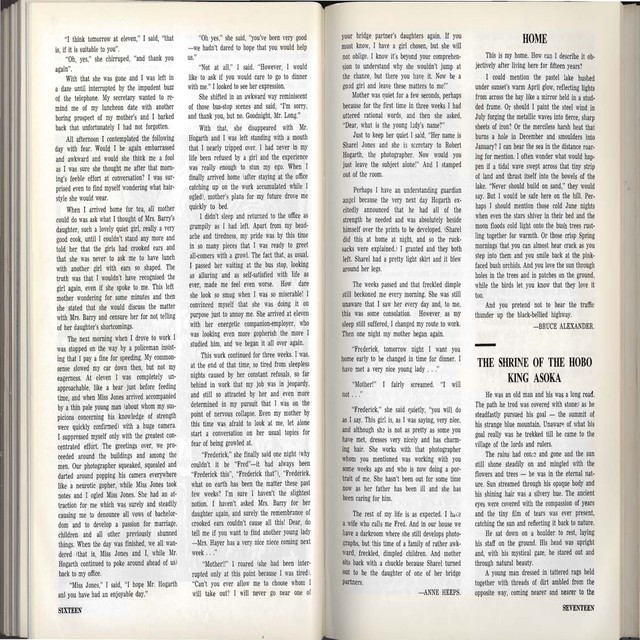 "I think tomorrow at eleven," I said, "that
is, if it is suitable to you".
"Oh, yes," she chirruped, "and thank you
again".
With that she was gone and I was left in
a daze until interrupted by the impudent buzz
of the telephone. My secretary wanted to re-
mind me of my luncheon date with another
boring prospect of my mother's and I barked
back that unfortunately I had not forgotten.
All afternoon I contemplated the following
day with fear. Would I be again embarrassed
and awkward and would she think me a fool
as I was sure she thought me after that morn-
ing's feeble effort at conversation? I was sur-
prised even to find myself wondering what hair-
style she would wear.
When I arrived home for tea, all mother
could do was ask what I thought of Mrs. Barry's
daughter, such a lovely quiet girl, really a very
good cook, until I couldn't stand any more and
told her that the girls had crooked ears and
that she was never to ask me to have lunch
with another girl with ears so shaped. The
truth was that I wouldn't have recognised the
girl again, even if she spoke to me. This left
mother wondering for some minutes and then
she stated that she would discuss the matter
with Mrs. Barry and censure her for not telling
of her daughter's shortcomings.
The next morning when I drove to work I
was stopped on the way by a policeman insist-
ing that I pay a fine for speeding. My common-
sense slowed my car down then, but not my
eagerness. At eleven I was completely un-
approachable, like a bear just before feeding
time, and when Miss Jones arrived accompanied
by a thin pale young man (about whom my sus-
picions concerning his knowledge of strength
were quickly confirmed) with a huge camera.
I suppressed myself only with the greatest con-
centrated effort. The greetings over, we pro-
ceeded around the buildings and among the
men. Our photographer squeaked, squealed and
darted around popping his camera everywhere
like a neurotic gopher, while Miss Jones took
notes and I ogled Miss Jones. She had an at-
traction for me which was surely and steadily
causing me to denounce all vows of bachelor-
dom and to develop a passion for marriage,
children and all other previously shunned
things. When the day was finished, we all wan-
dered (that is, Miss Jones and I, while Mr.
Hogarth continued to poke around ahead of us)
back to my office.
"Miss Jones," I said, "I hope Mr. Hogarth
and you have had an enjoyable day."
SIXTEEN
"Oh yes," she said, "you've been very good
—we hadn't dared to hope that you would help
us."
"Not at all," I said. "However, I would
like to ask if you would care to go to dinner
with me." I looked to see her expression.
She shifted in an awkward way reminiscent
of those bus-stop scenes and said, "I'm sorry,
and thank you, but no. Goodnight, Mr. Long."
With that, she disappeared with Mr.
Hogarth and I was left standing with a mouth
that I nearly tripped over. I had never in my
life been refused by a girl and the experience
was really enough to stun my ego. When I
finally arrived home (after staying at the office
catching up on the work accumulated while I
ogled), mother's plans for my future drove me
quickly to bed.
I didn't sleep and returned to the office as
grumpily as I had left. Apart from my head-
ache and tiredness, my pride was by this time
in so many pieces that I was ready to greet
all-comers with a growl. The fact that, as usual,
I passed her waiting at the bus stop, looking
as alluring and as self-satisfied with life as
ever, made me feel even worse. How dare
she look so smug when I was so miserable! I
convinced myself that she was doing it on
purpose just to annoy me. She arrived at eleven
with her energetic companion-employer, who
was looking even more gopherish the more I
studied him, and we began it all over again.
This work continued for three weeks. I was,
at the end of that time, so tired from sleepless
nights caused by her constant refusals, so far
behind in work that my job was in jeopardy,
and still so attracted by her and even more
determined in my pursuit that I was on the
point of nervous collapse. Even my mother by
this time was afraid to look at me, let alone
start a conversation on her usual topics for
fear of being growled at.
"Frederick," she finally said one night (why
couldn't it be "Fred"—it had always been
"Frederick this", "Frederick that"), "Frederick,
what on earth has been the matter these past
few weeks? I'm sure I haven't the slightest
notion. I haven't asked Mrs. Barry for her
daughter again, and surely the remembrance of
crooked ears couldn't cause all this! Dear, do
tell me if you want to find another young lady
—Mrs. Hayer has a very nice niece coming next
week . . ."
"Mother!" I roared (she had been inter-
rupted only at this point because I was tired).
"Can't you ever allow me to choose whom I
will take out? I will never go near one of
your bridge partner's daughters again. If you
must know, I have a girl chosen, but she will
not oblige. I know it's beyond your comprehen-
sion to understand why she wouldn't jump at
the chance, but there you have it. Now be a
good girl and leave these matters to me!"
Mother was quiet for a few seconds, perhaps
because for the first time in three weeks I had
uttered rational words, and then she asked,
"Dear, what is the young lady's name?"
Just to keep her quiet I said, "Her name is
Sharel Jones and she is secretary to Robert
Hogarth, the photographer. Now would you
just leave the subject alone!" And I stamped
out of the room.
Perhaps I have an understanding guardian
angel because the very next day Hogarth ex-
citedly announced that he had all of the
strength he needed and was absolutely beside
himself over the prints to be developed. (Sharel
did this at home at night, and so the ruck-
sacks were explained.) I granted and they both
left. Sharel had a pretty light skirt and it blew
around her legs.
The weeks passed and that freckled dimple
still beckoned me every morning. She was still
unaware that I saw her every day and, to me,
this was some consolation. However, as my
sleep still suffered, I changed my route to work.
Then one night my mother began again.
"Frederick, tomorrow night I want you
home early to be changed in time for dinner. I
have met a very nice young lady . . ."
"Mother!" I fairly screamed. "I will
not . . ."
"Frederick," she said quietly, "you will do
as I say. This girl is, as I was saying, very nice,
and although she is not as pretty as some you
have met, dresses very nicely and has charm-
ing hair. She works with that photographer
whom you mentioned was working with you
some weeks ago and who is now doing a por-
trait of me. She hasn't been out for some time
now as her father has been ill and she has
been caring for him.
The rest of my life is as expected. I have
a wife who calls me Fred. And in our house we
have a darkroom where she still develops photo-
graphs, but this time of a family of rather awk-
ward, freckled, dimpled children. And mother
sits back with a chuckle because Sharel turned
out to be the daughter of one of her bridge
partners.
—ANNE HEEPS.
HOME
This is my home. How can I describe it ob-
jectively after living here for fifteen years?
I could mention the pastel lake hushed
under sunset's warm April glow, reflecting lights
from across the bay like a mirror held in a stud-
ded frame. Or should I paint the steel wind in
July forging the metallic waves into fierce, sharp
sheets of iron? Or the merciless harsh heat that
burns a hole in December and smoulders into
January? I can hear the sea in the distance roar-
ing for mention. I often wonder what would hap-
pen if a tidal wave swept across that tiny strip
of land and thrust itself into the bowels of the
lake. "Never should build on sand," they would
say. But I would be safe here on the hill. Per-
haps I should mention those cold June nights
when even the stars shiver in their bed and the
moon floods cold light onto the bush trees rust-
ling together for warmth. Or those crisp Spring
mornings that you can almost hear crack as you
step into them and you smile back at the pink-
faced bush orchids. And you love the sun through
holes in the trees and in patches on the ground,
while the birds let you know that they love it
too.
And you pretend not to hear the traffic
thunder up the black-bellied highway.
—BRUCE ALEXANDER.
THE SHRINE OF THE HOBO
KING ASOKA
He was an old man and his was a long road.
The path he trod was covered with stone: as he
steadfastly pursued his goal — the summit of
his strange blue mountain. Unaware of what his
goal really was he trekked till he came to the
village of the lords and rulers.
The rains had come and gone and the sun
still shone steadily on and mingled with the
flowers and trees — he was in the eternal na-
ture. Sun streamed through his opaque body and
his shining hair was a silvery hue. The ancient
eyes were covered with the compassion of years
and the tiny film of tears was ever present,
catching the sun and reflecting it back to nature.
He sat down on a boulder to rest, laying
his staff on the ground. His head was upright
and, with his mystic gaze, he stared out and
through natural beauty.
A young man dressed in tattered rags held
together with threads of dirt ambled from the
opposite way, coming nearer and nearer to the
SEVENTEEN